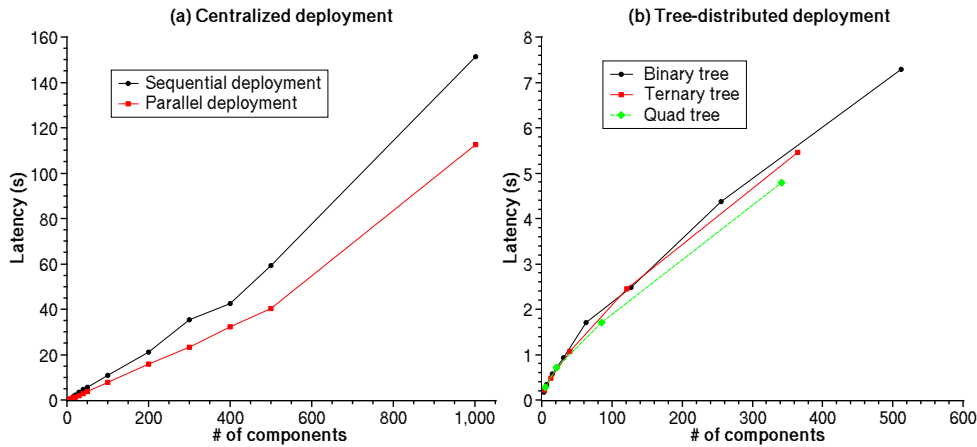 (a) Centralized deployment
160
140
120
100
80
60
40
20
0
Latency (s)
Sequential deployment
Parallel deployment
0
200
400
600
800
1,000
# of components
(b) Tree-distributed deployment
8
7
6
5
4
3
2
1
0
Latency (s)
Binary tree
Ternary tree
Quad tree
0
100
200
300
400
500
600
# of components